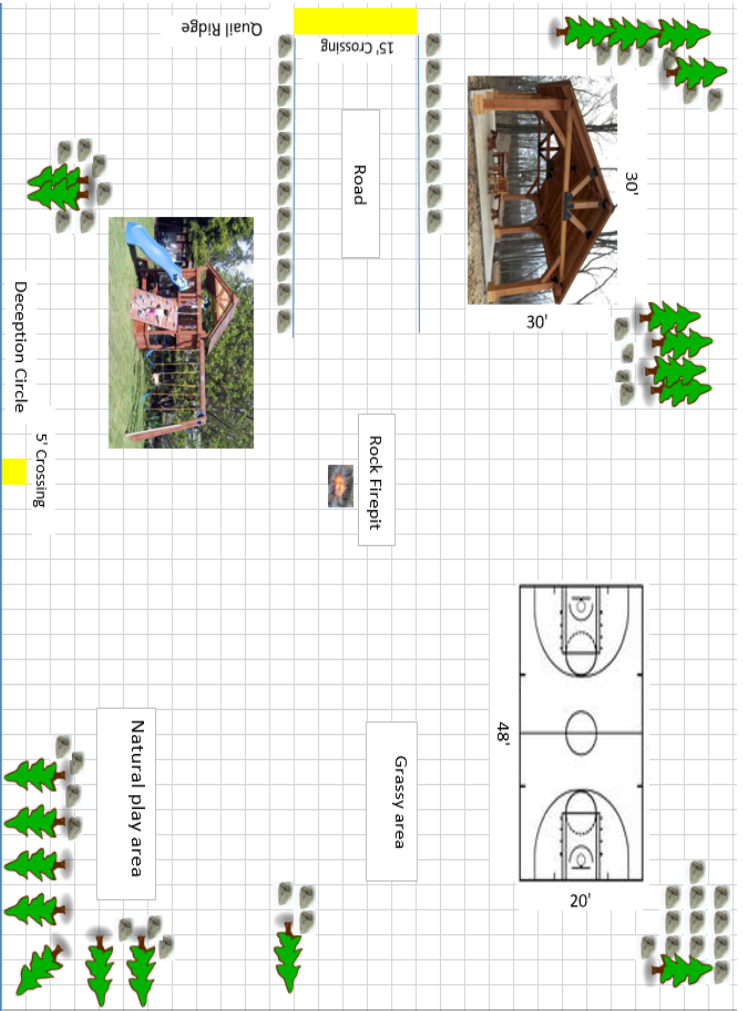 Quail Ridge
15' Crossing
Road
30'
30'
Deception Circle
5' Crossing
Rock Firepit
48'
20'
Natural play area
Grassy area